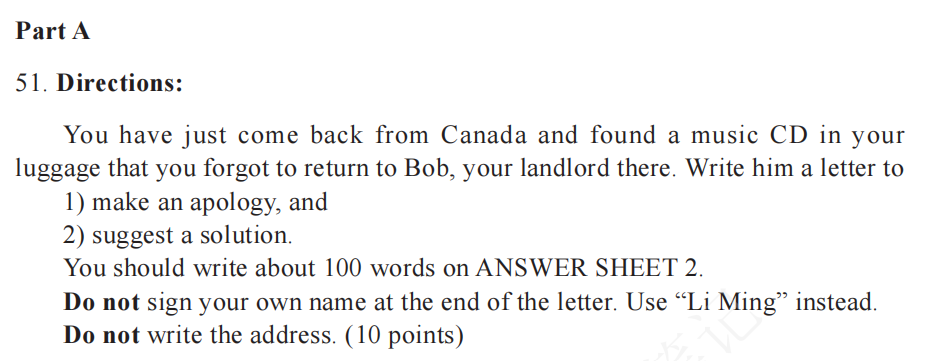 Part A
51. Directions:
You have just come back from Canada and found a music CD in your
luggage that you forgot to return to Bob, your landlord there. Write him a letter to
1) make an apology, and
2) suggest a solution.
You should write about 100 words on ANSWER SHEET 2.
Do not sign your own name at the end of the letter. Use “Li Ming” instead.
Do not write the address. (10 points)